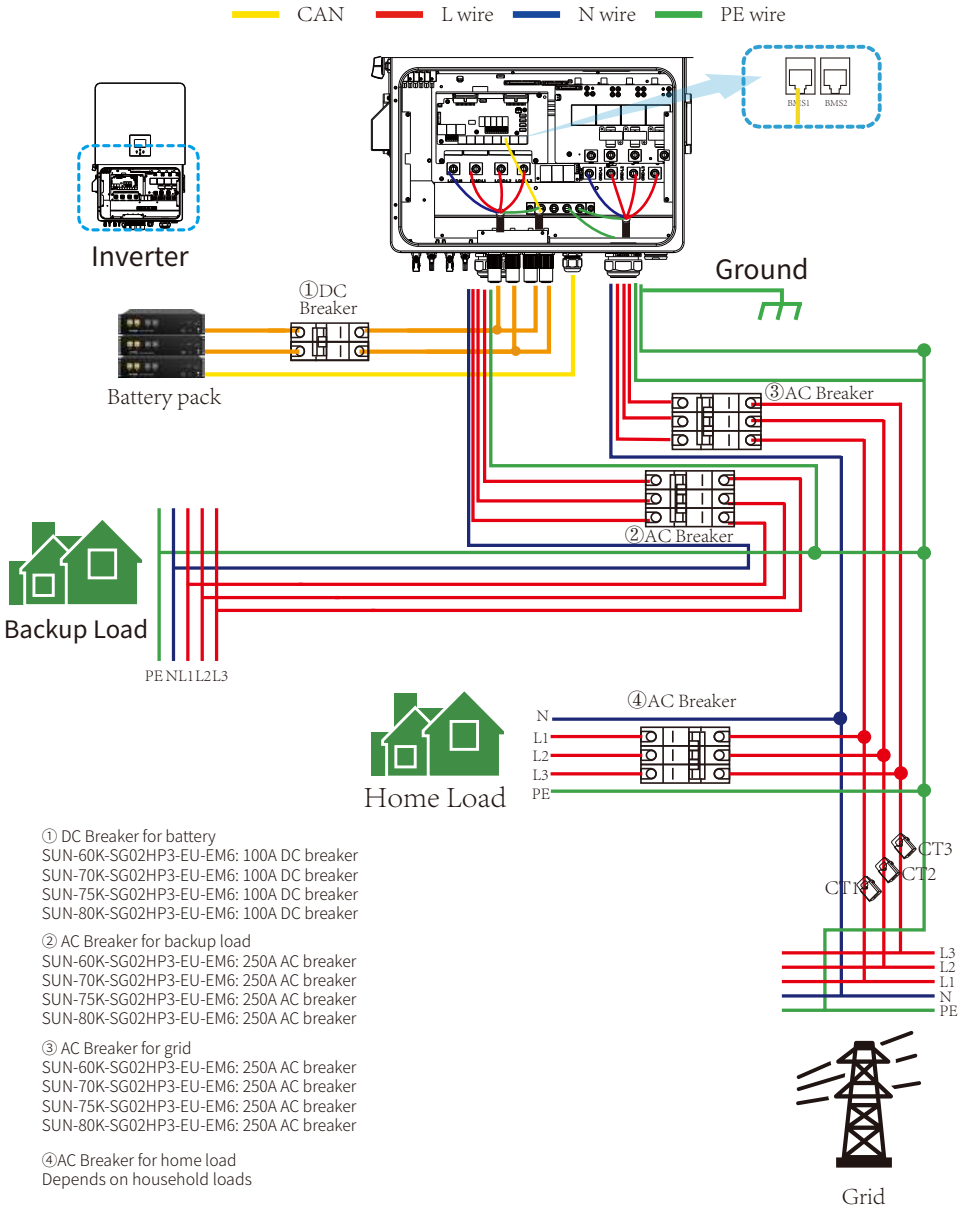 CAN L wire N wire PE wire
BMS1 BMS2
Inverter
Ground
①DC
Breaker
Battery pack
③AC Breaker
②AC Breaker
Backup Load
PE N L1 L2 L3
④AC Breaker
N
L1
L2
L3
PE
Home Load
CT3
CT2
CT1
L3
L2
L1
N
PE
① DC Breaker for battery
SUN-60K-SG02HP3-EU-EM6: 100A DC breaker
SUN-70K-SG02HP3-EU-EM6: 100A DC breaker
SUN-75K-SG02HP3-EU-EM6: 100A DC breaker
SUN-80K-SG02HP3-EU-EM6: 100A DC breaker
② AC Breaker for backup load
SUN-60K-SG02HP3-EU-EM6: 250A AC breaker
SUN-70K-SG02HP3-EU-EM6: 250A AC breaker
SUN-75K-SG02HP3-EU-EM6: 250A AC breaker
SUN-80K-SG02HP3-EU-EM6: 250A AC breaker
③ AC Breaker for grid
SUN-60K-SG02HP3-EU-EM6: 250A AC breaker
SUN-70K-SG02HP3-EU-EM6: 250A AC breaker
SUN-75K-SG02HP3-EU-EM6: 250A AC breaker
SUN-80K-SG02HP3-EU-EM6: 250A AC breaker
④AC Breaker for home load
Depends on household loads
Grid